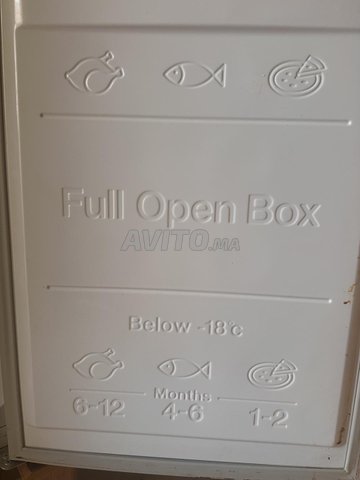 Full Open Box
AVITO.MA
Below -18°c
Months
6-12 4-6 1-2